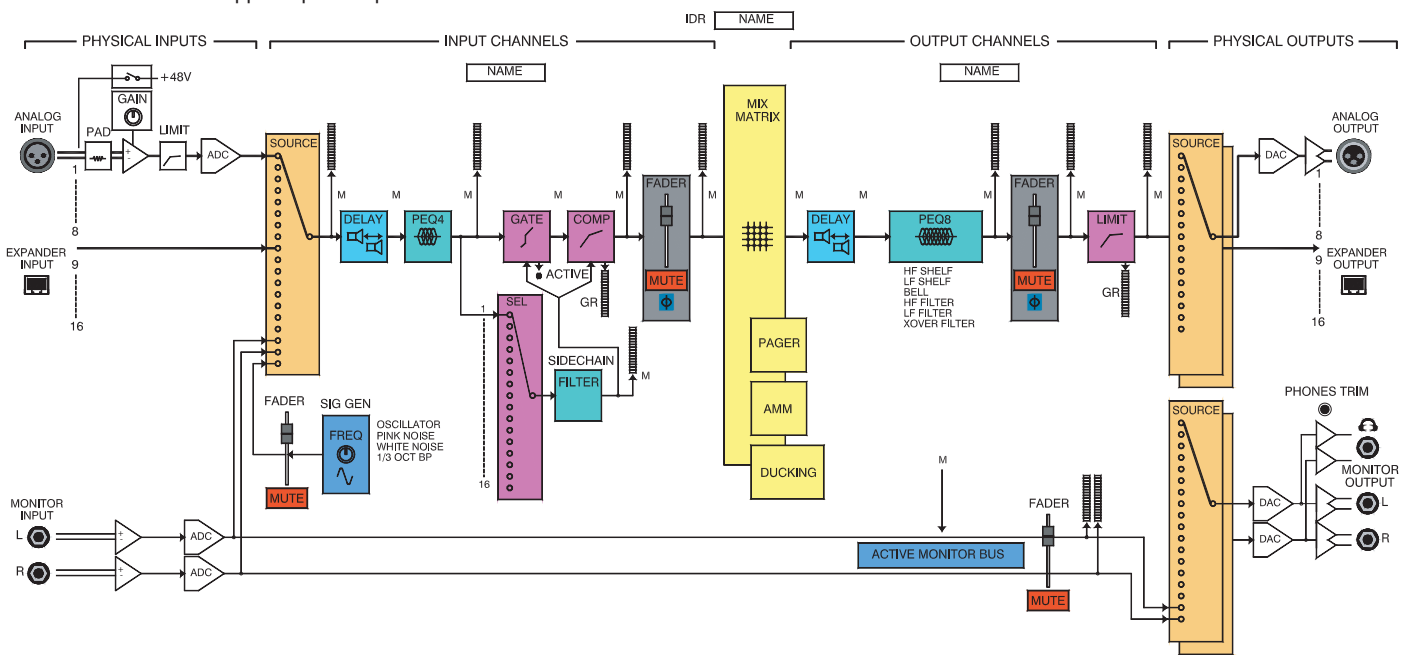 IDR NAME
PHYSICAL INPUTS
INPUT CHANNELS
OUTPUT CHANNELS
PHYSICAL OUTPUTS
NAME
NAME
+48V
GAIN
ANALOG
INPUT
PAD
LIMIT
ADC
1
8
EXPANDER
INPUT
9
16
SOURCE
M
DELAY
M
PEQ4
M
GATE
M
COMP
M
FADER
MUTE
Φ
M
ACTIVE
GR
1
SEL
16
SIDECHAIN
FILTER
M
FADER
MUTE
SIG GEN
FREQ
OSCILLATOR
PINK NOISE
WHITE NOISE
1/3 OCT BP
MIX
MATRIX
PAGER
AMM
DUCKING
M
DELAY
M
PEQ8
HF SHELF
LF SHELF
BELL
HF FILTER
LF FILTER
XOVER FILTER
M
FADER
MUTE
Φ
M
LIMIT
GR
M
SOURCE
DAC
ANALOG
OUTPUT
1
8
9
EXPANDER
OUTPUT
16
MONITOR
INPUT
L
+
-
ADC
R
+
-
ADC
M
ACTIVE MONITOR BUS
FADER
MUTE
SOURCE
PHONES TRIM
DAC
DAC
MONITOR
OUTPUT
L
R